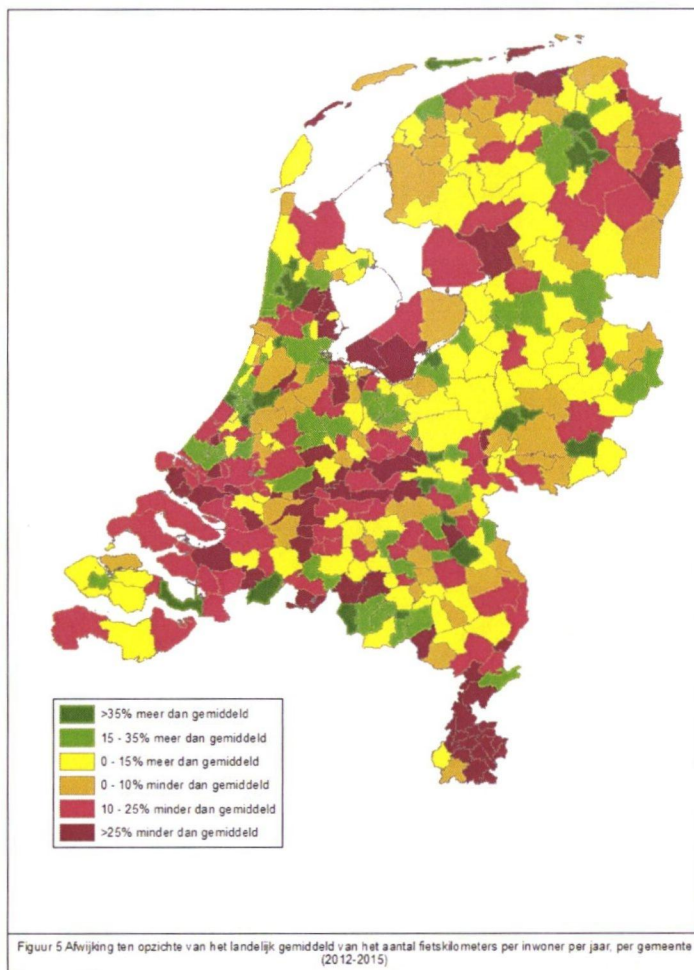 >35% meer dan gemiddeld
15 - 35% meer dan gemiddeld
0 - 15% meer dan gemiddeld
0 - 10% minder dan gemiddeld
10 - 25% minder dan gemiddeld
>25% minder dan gemiddeld
Figuur 5 Afwijking ten opzichte van het landelijk gemiddeld van het aantal fietskilometers per inwoner per jaar, per gemeente
(2012-2015)